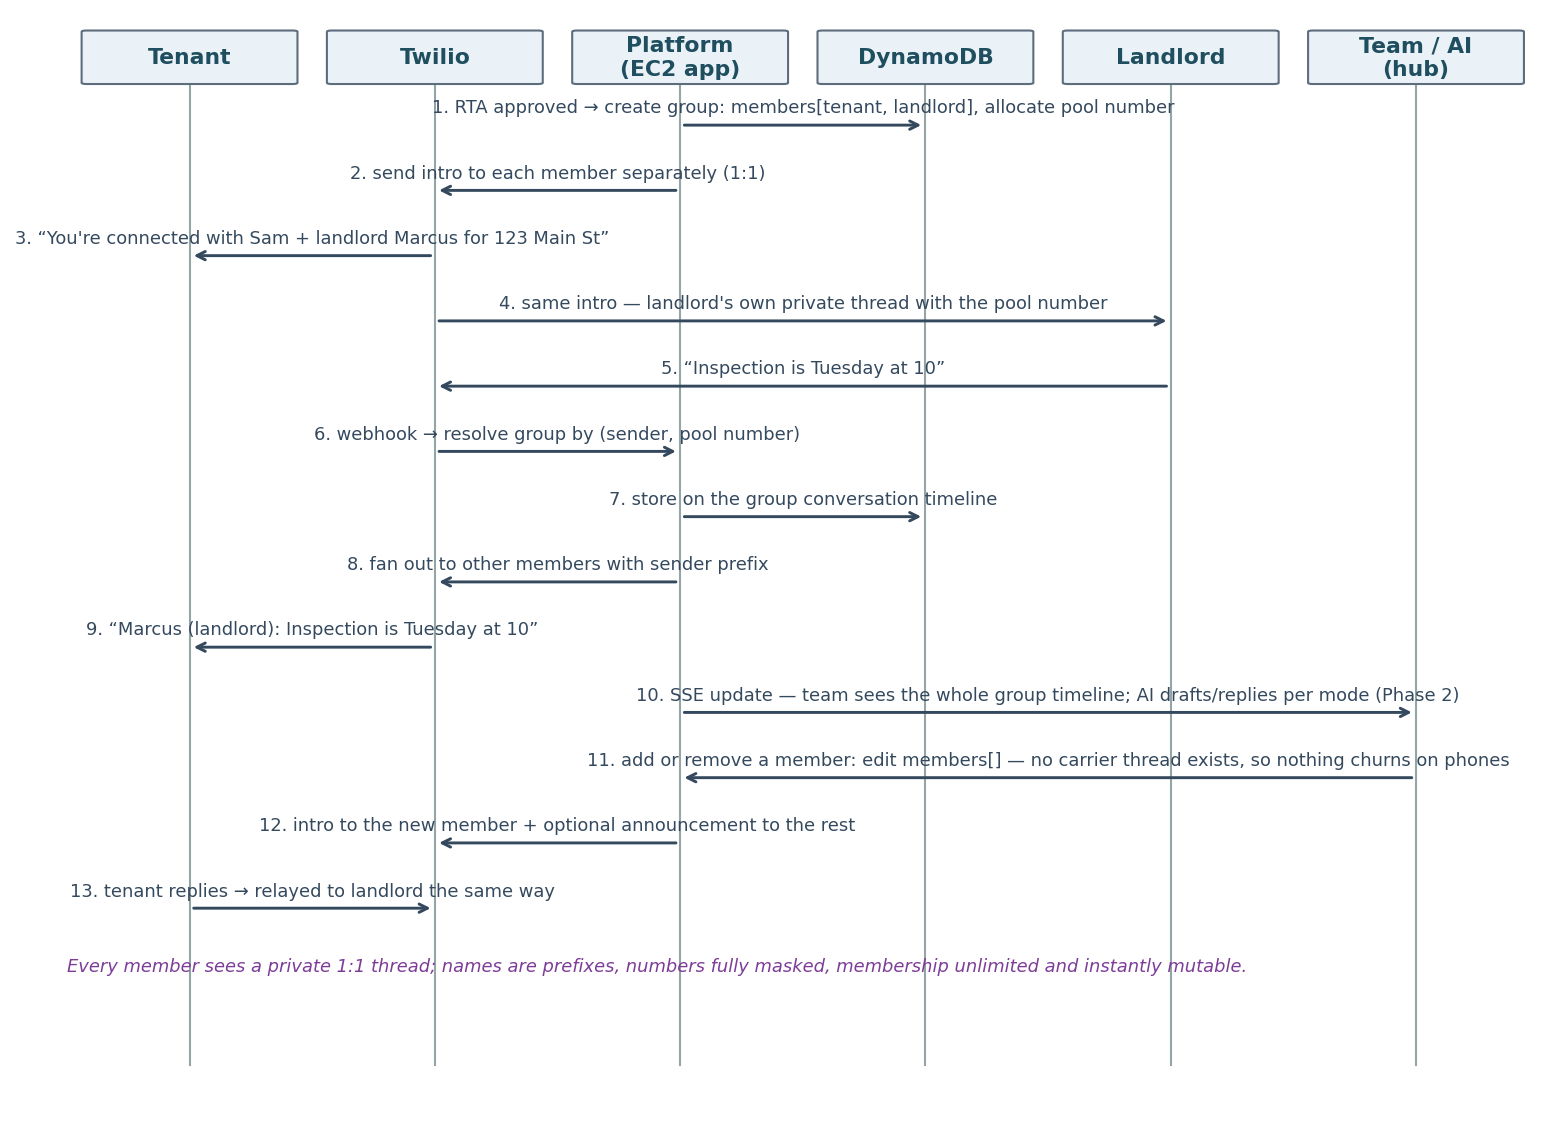 Tenant
Twilio
Platform
(EC2 app)
DynamoDB
Landlord
Team / AI
(hub)
1. RTA approved → create group: members[tenant, landlord], allocate pool number
2. send intro to each member separately (1:1)
3. “You're connected with Sam + landlord Marcus for 123 Main St”
4. same intro — landlord's own private thread with the pool number
5. “Inspection is Tuesday at 10”
6. webhook → resolve group by (sender, pool number)
7. store on the group conversation timeline
8. fan out to other members with sender prefix
9. “Marcus (landlord): Inspection is Tuesday at 10”
10. SSE update — team sees the whole group timeline; AI drafts/replies per mode (Phase 2)
11. add or remove a member: edit members[] — no carrier thread exists, so nothing churns on phones
12. intro to the new member + optional announcement to the rest
13. tenant replies → relayed to landlord the same way
Every member sees a private 1:1 thread; names are prefixes, numbers fully masked, membership unlimited and instantly mutable.